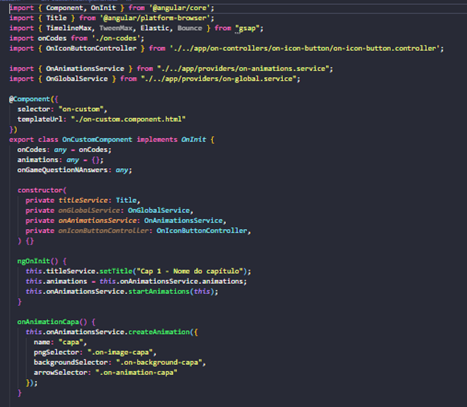 import { Component, OnInit } from '@angular/core';
import { Title } from '@angular/platform-browser';
import { TimelineMax, TweenMax, Elastic, Bounce } from "gsap";
import onCodes from './on-codes';
import { OnIconButtonController } from './../app/on-controllers/on-icon-button/on-icon-button.controller';
import { OnAnimationsService } from "./../app/providers/on-animations.service";
import { OnGlobalService } from "./../app/providers/on-global.service";
@Component({
selector: "on-custom",
templateUrl: "./on-custom.component.html"
})
export class OnCustomComponent implements OnInit {
onCodes: any = onCodes;
animations: any = {};
onGameQuestionNAnswers: any;
constructor(
private titleService: Title,
private onGlobalService: OnGlobalService,
private onAnimationsService: OnAnimationsService,
private onIconButtonController: OnIconButtonController,
) {}
ngOnInit() {
this.titleService.setTitle("Cap 1 - Nome do capítulo");
this.animations = this.onAnimationsService.animations;
this.onAnimationsService.startAnimations(this);
}
onAnimationCapa() {
this.onAnimationsService.createAnimation({
name: "capa",
pngSelector: ".on-image-capa",
backgroundSelector: ".on-background-capa",
arrowSelector: ".on-animation-capa"
});
}